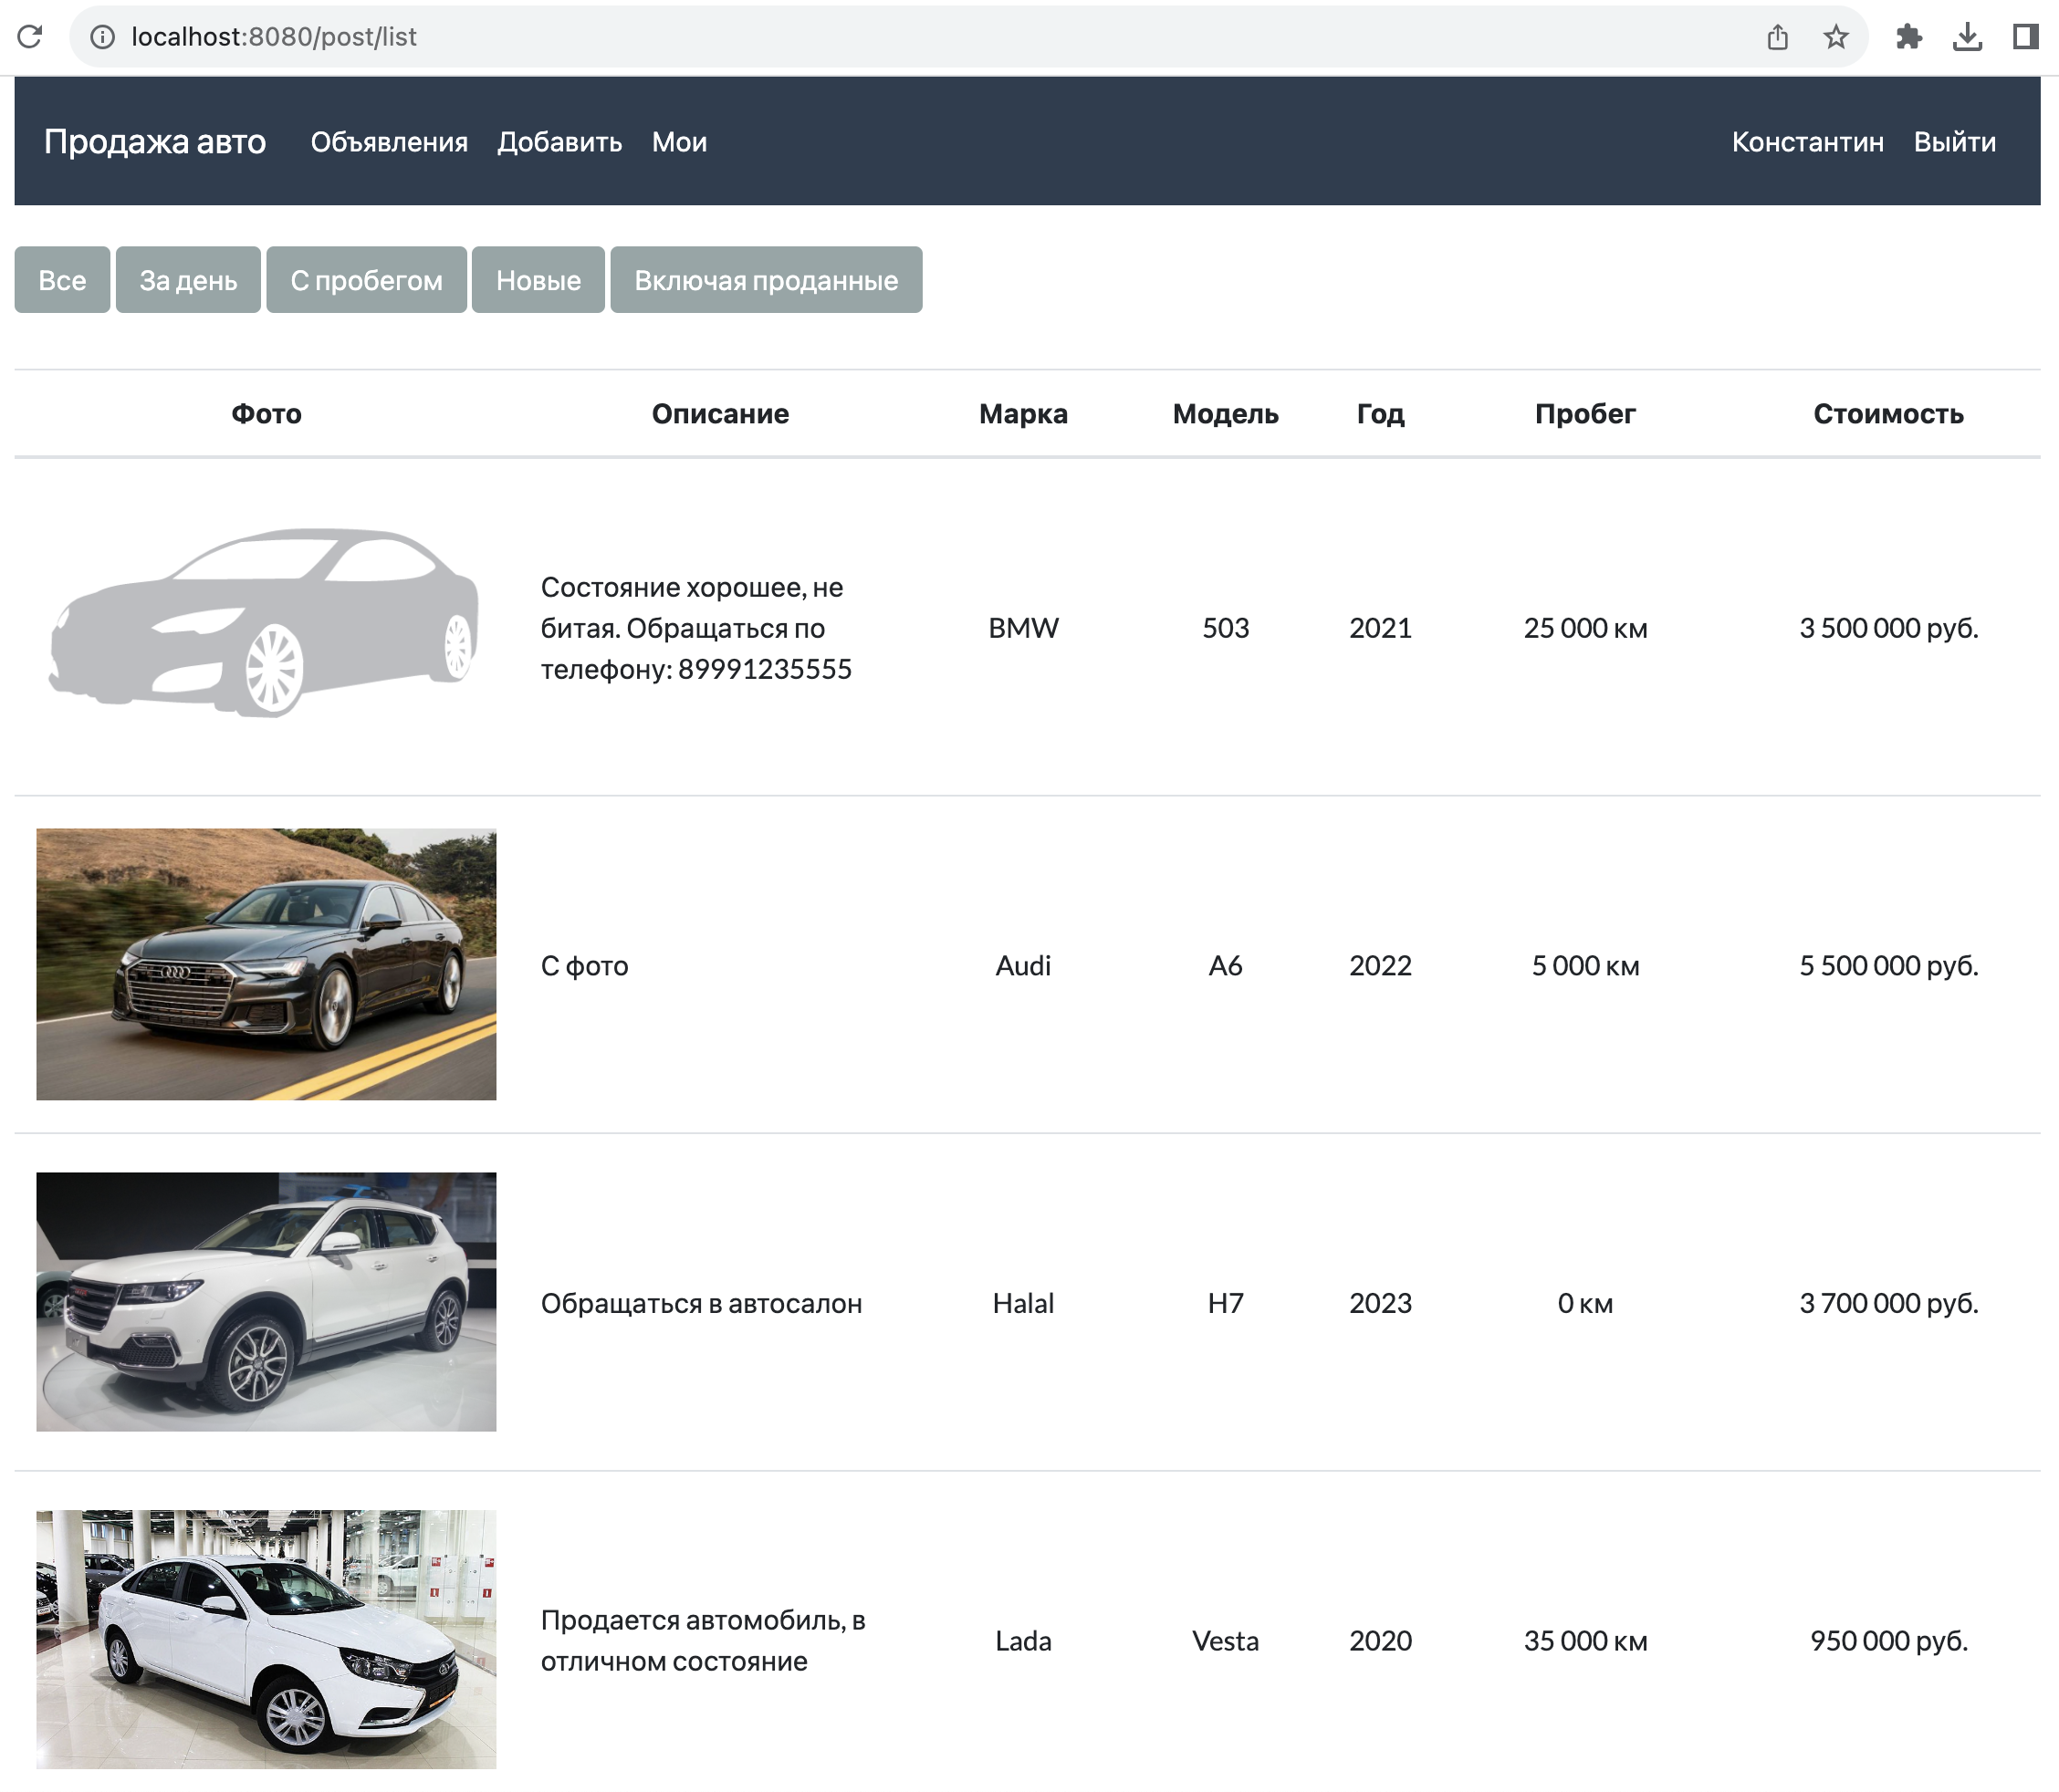 localhost:8080/post/list
Продажа авто Объявления Добавить Мои Константин Выйти
Все За день С пробегом Новые Включая проданные
Фото Описание Марка Модель Год Пробег Стоимость
Состояние хорошее, не
битая. Обращаться по
телефону: 89991235555
BMW 503 2021 25 000 км 3 500 000 руб.
С фото Audi A6 2022 5 000 км 5 500 000 руб.
Обращаться в автосалон Halal H7 2023 0 км 3 700 000 руб.
Продается автомобиль, в
отличном состояние
Lada Vesta 2020 35 000 км 950 000 руб.